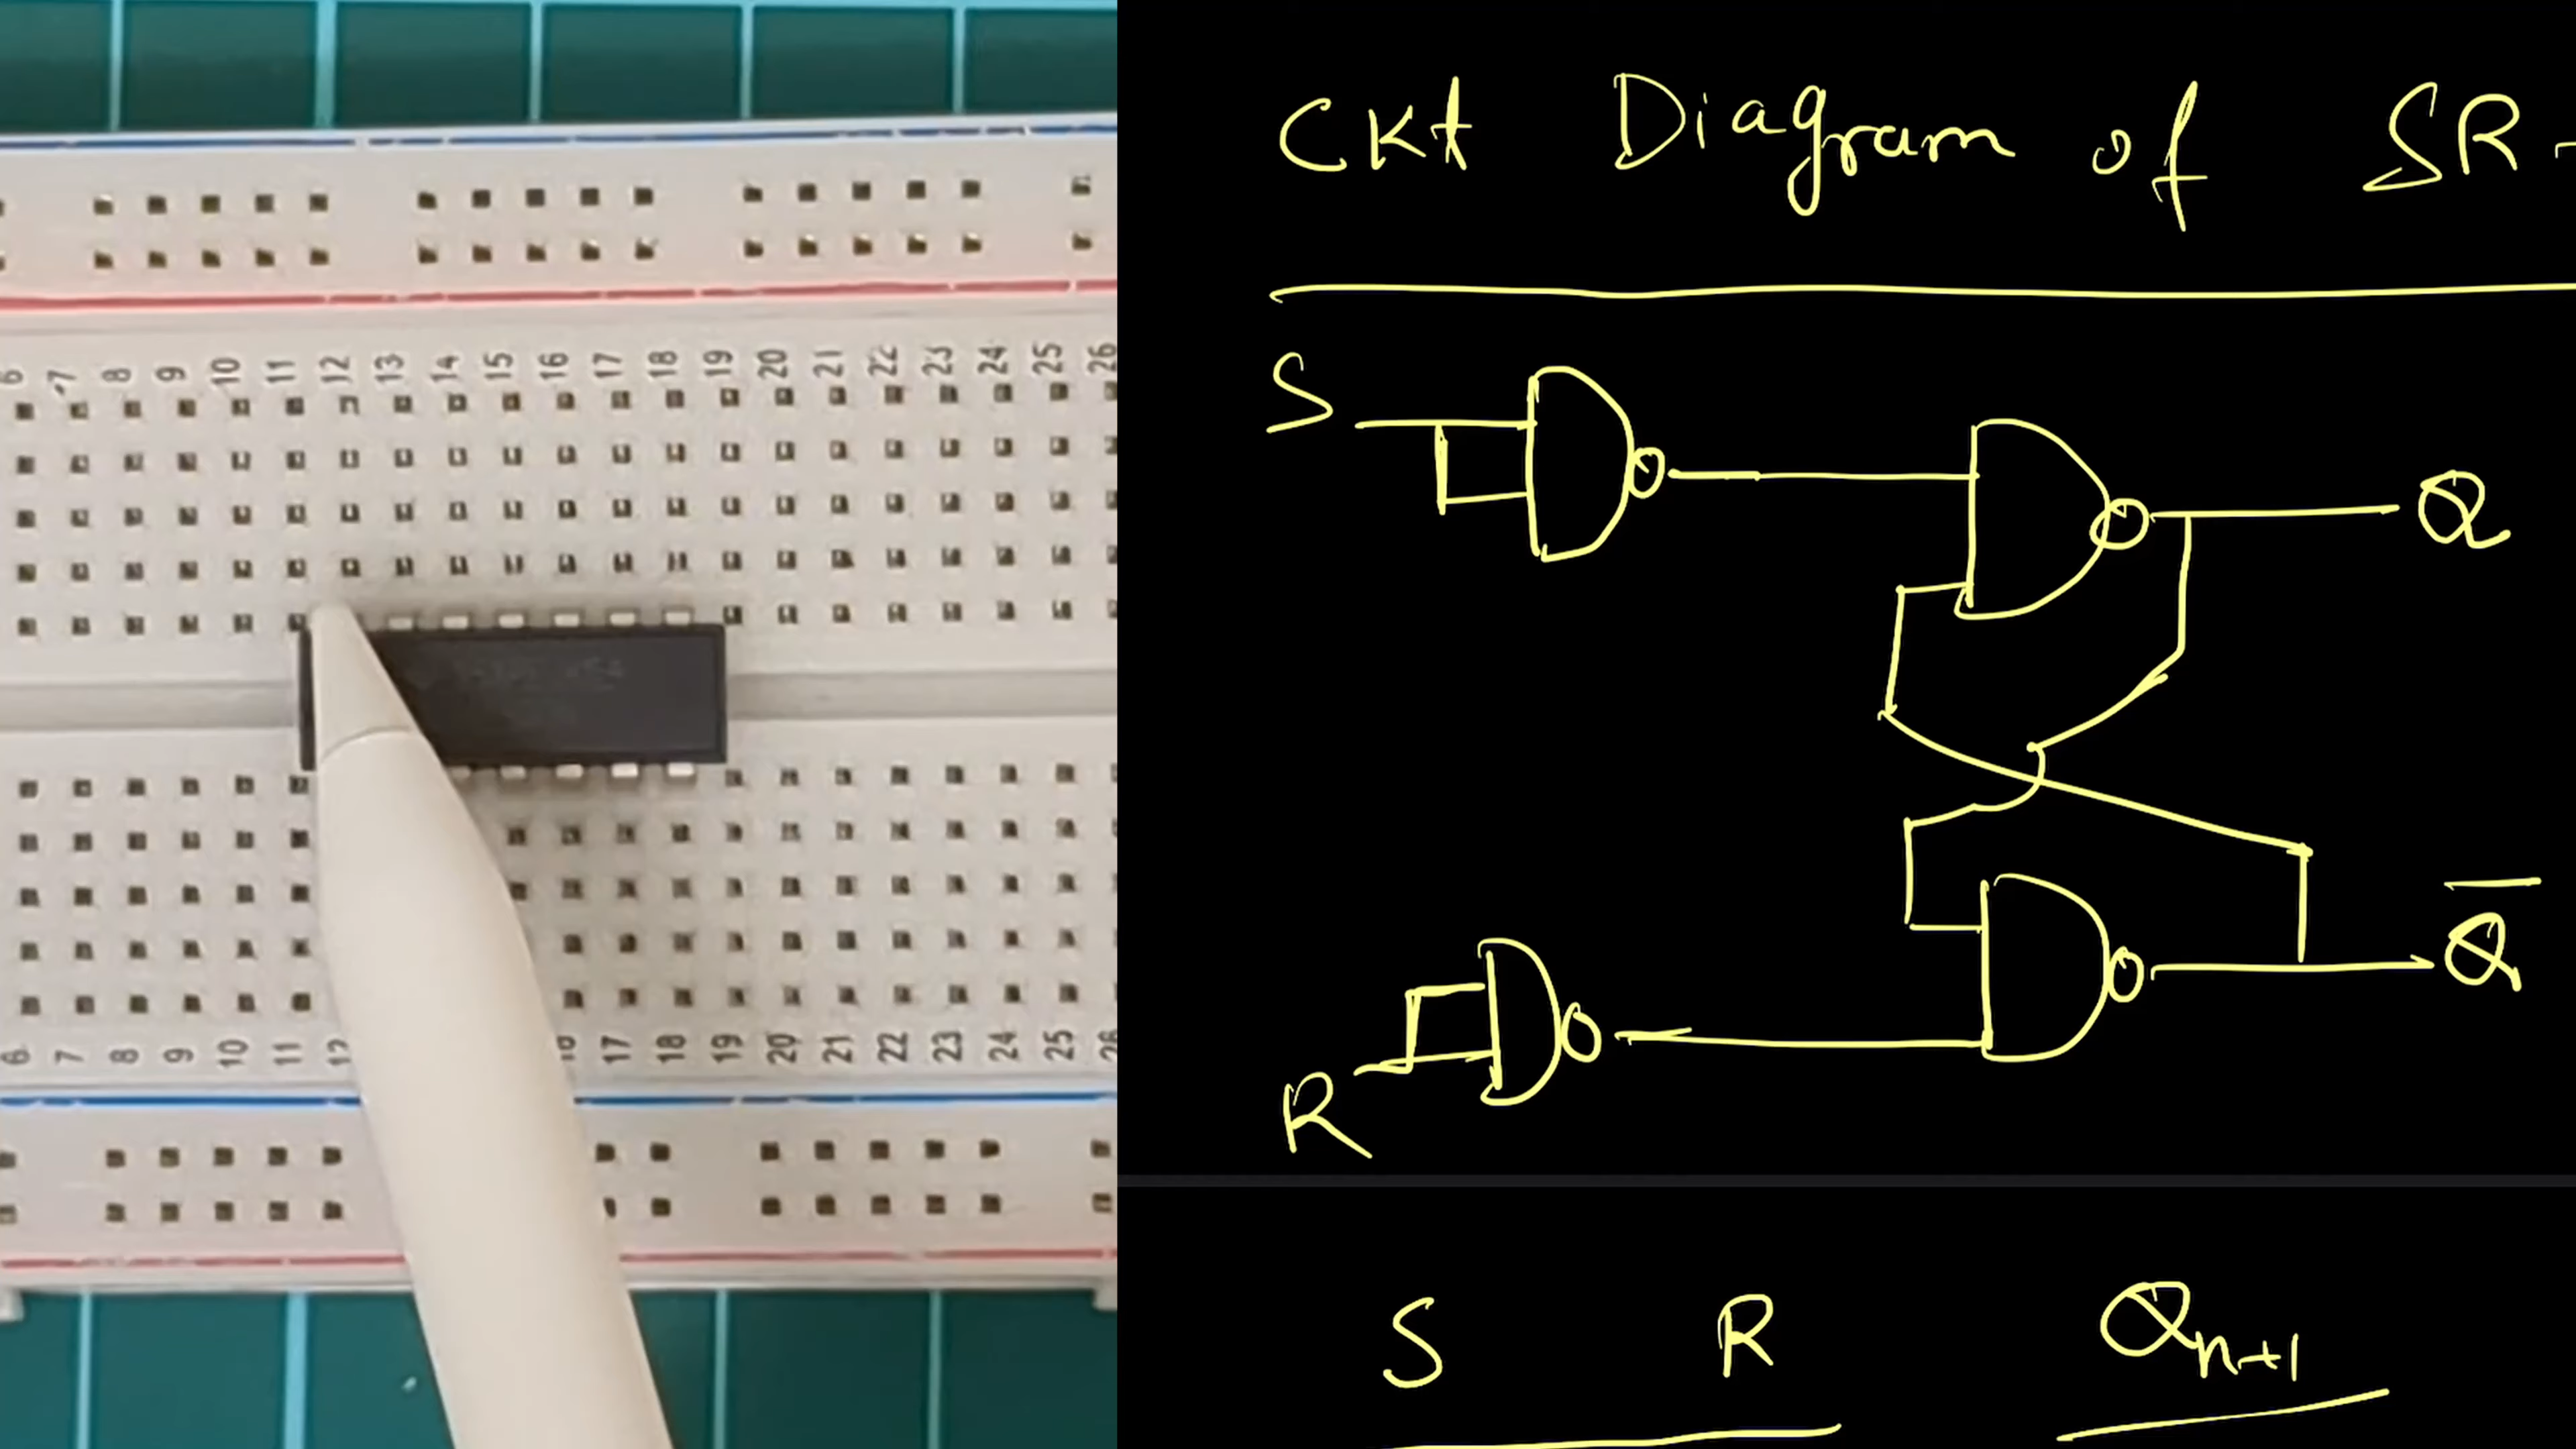 CKt Diagram of SR-
6 7 8 9 10 11 12 13 14 15 16 17 18 19 20 21 22 23 24 25 26
S
Q
Q̅
R
6 7 8 9 10 11 12 17 18 19 20 21 22 23 24 25 26
S R Qn+1